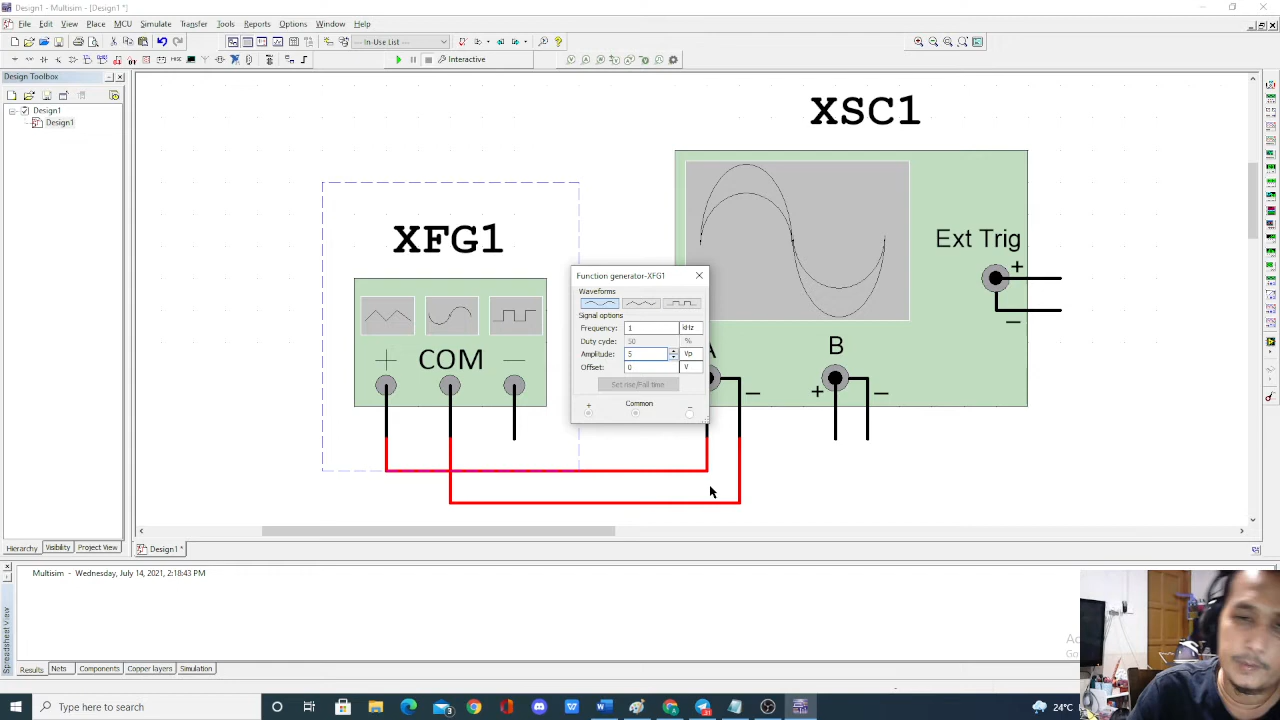 Design1 - Multisim - [Design1 *]
File Edit View Place MCU Simulate Transfer Tools Reports Options Window Help
In-Use List
Interactive
Design Toolbox
Design1
Design1
XSC1
XFG1
Ext Trig
+
−
COM
+
−
A
−
B
+
−
Function generator-XFG1
Waveforms
Signal options
Frequency: 1 kHz
Duty cycle: 50 %
Amplitude: 5 Vp
Offset: 0 V
Set rise/Fall time
+ Common −
Hierarchy Visibility Project View
Design1 *
Multisim - Wednesday, July 14, 2021, 2:18:43 PM
Spreadsheet View
Results Nets Components Copper layers Simulation
Type here to search
24°C